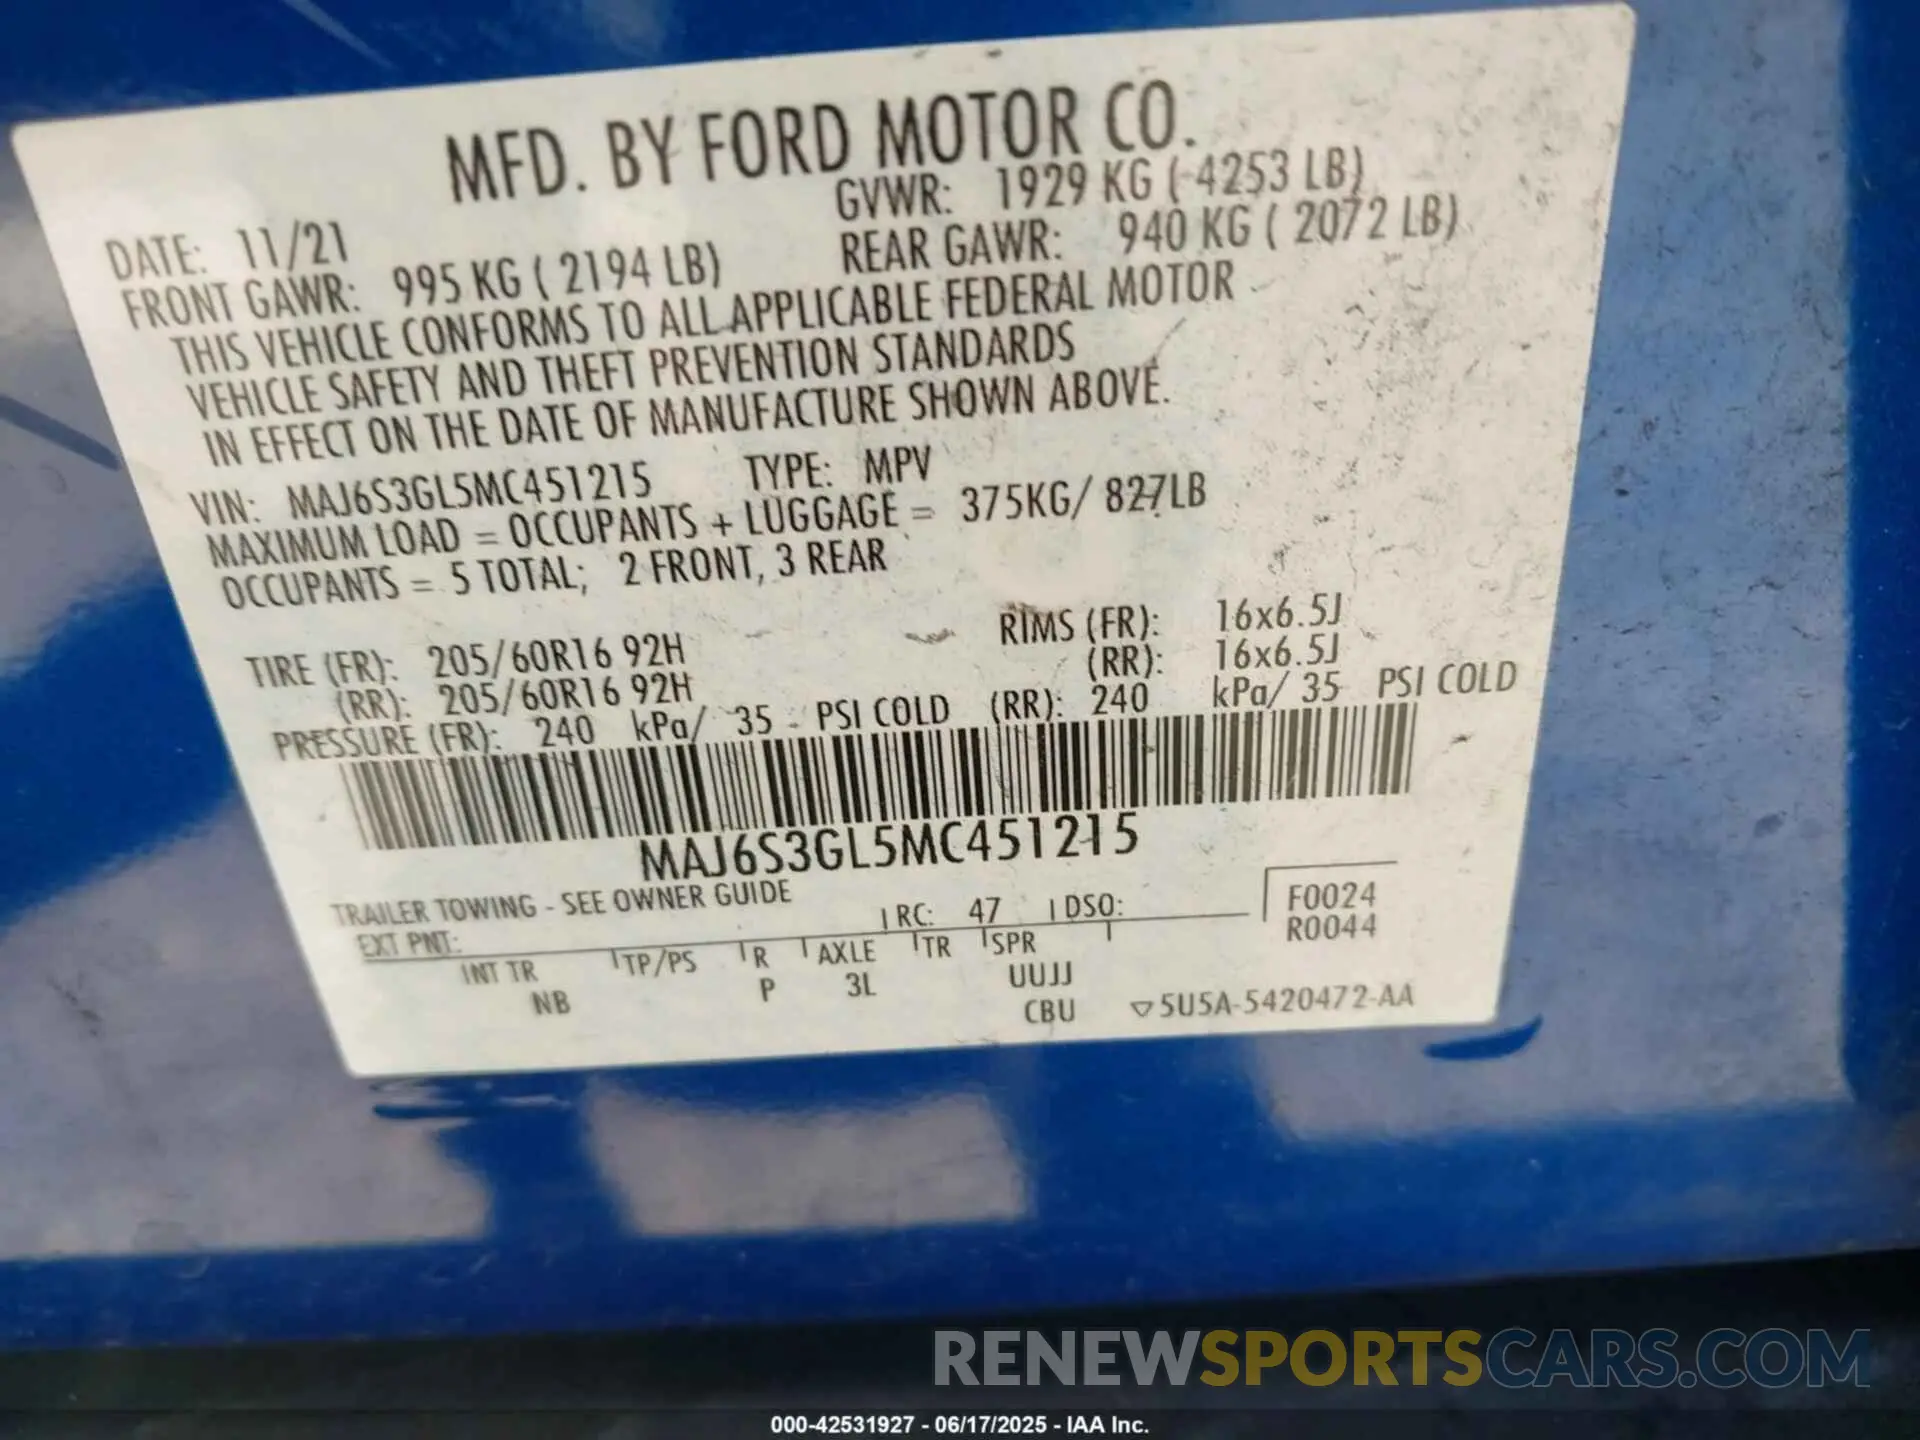 MFD. BY FORD MOTOR CO.
DATE: 11/21 GVWR: 1929 KG ( 4253 LB)
FRONT GAWR: 995 KG ( 2194 LB) REAR GAWR: 940 KG ( 2072 LB)
THIS VEHICLE CONFORMS TO ALL APPLICABLE FEDERAL MOTOR
VEHICLE SAFETY AND THEFT PREVENTION STANDARDS
IN EFFECT ON THE DATE OF MANUFACTURE SHOWN ABOVE.
VIN: MAJ6S3GL5MC451215 TYPE: MPV
MAXIMUM LOAD = OCCUPANTS + LUGGAGE = 375KG/ 827LB
OCCUPANTS = 5 TOTAL; 2 FRONT, 3 REAR
TIRE (FR): 205/60R16 92H RIMS (FR): 16x6.5J
(RR): 205/60R16 92H (RR): 16x6.5J
PRESSURE (FR): 240 kPa/ 35 PSI COLD (RR): 240 kPa/ 35 PSI COLD
MAJ6S3GL5MC451215
TRAILER TOWING - SEE OWNER GUIDE
EXT PNT: RC: 47 DSO: F0024
R0044
INT TR TP/PS R AXLE TR SPR
NB P 3L UUJJ
CBU ▽5U5A-5420472-AA
RENEWSPORTSCARS.COM
000-42531927 - 06/17/2025 - IAA Inc.